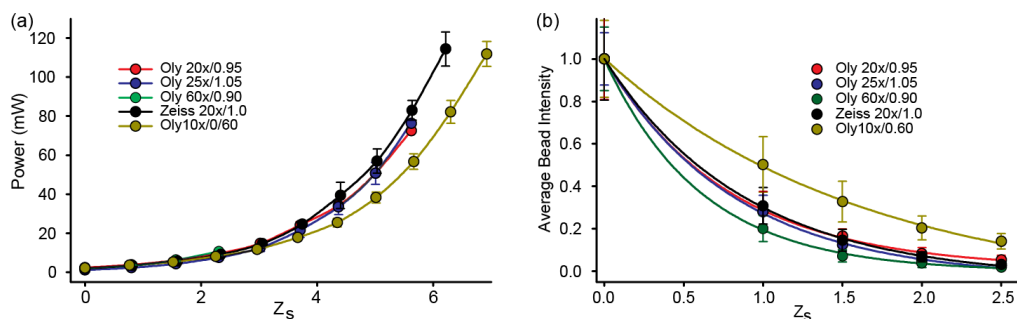 (a)
120
100
80
60
40
20
0
Power (mW)
Oly 20x/0.95
Oly 25x/1.05
Oly 60x/0.90
Zeiss 20x/1.0
Oly10x/0/60
0 2 4 6
Zs
(b)
1.0
0.8
0.6
0.4
0.2
0.0
Average Bead Intensity
Oly 20x/0.95
Oly 25x/1.05
Oly 60x/0.90
Zeiss 20x/1.0
Oly10x/0.60
0.0 0.5 1.0 1.5 2.0 2.5
Zs